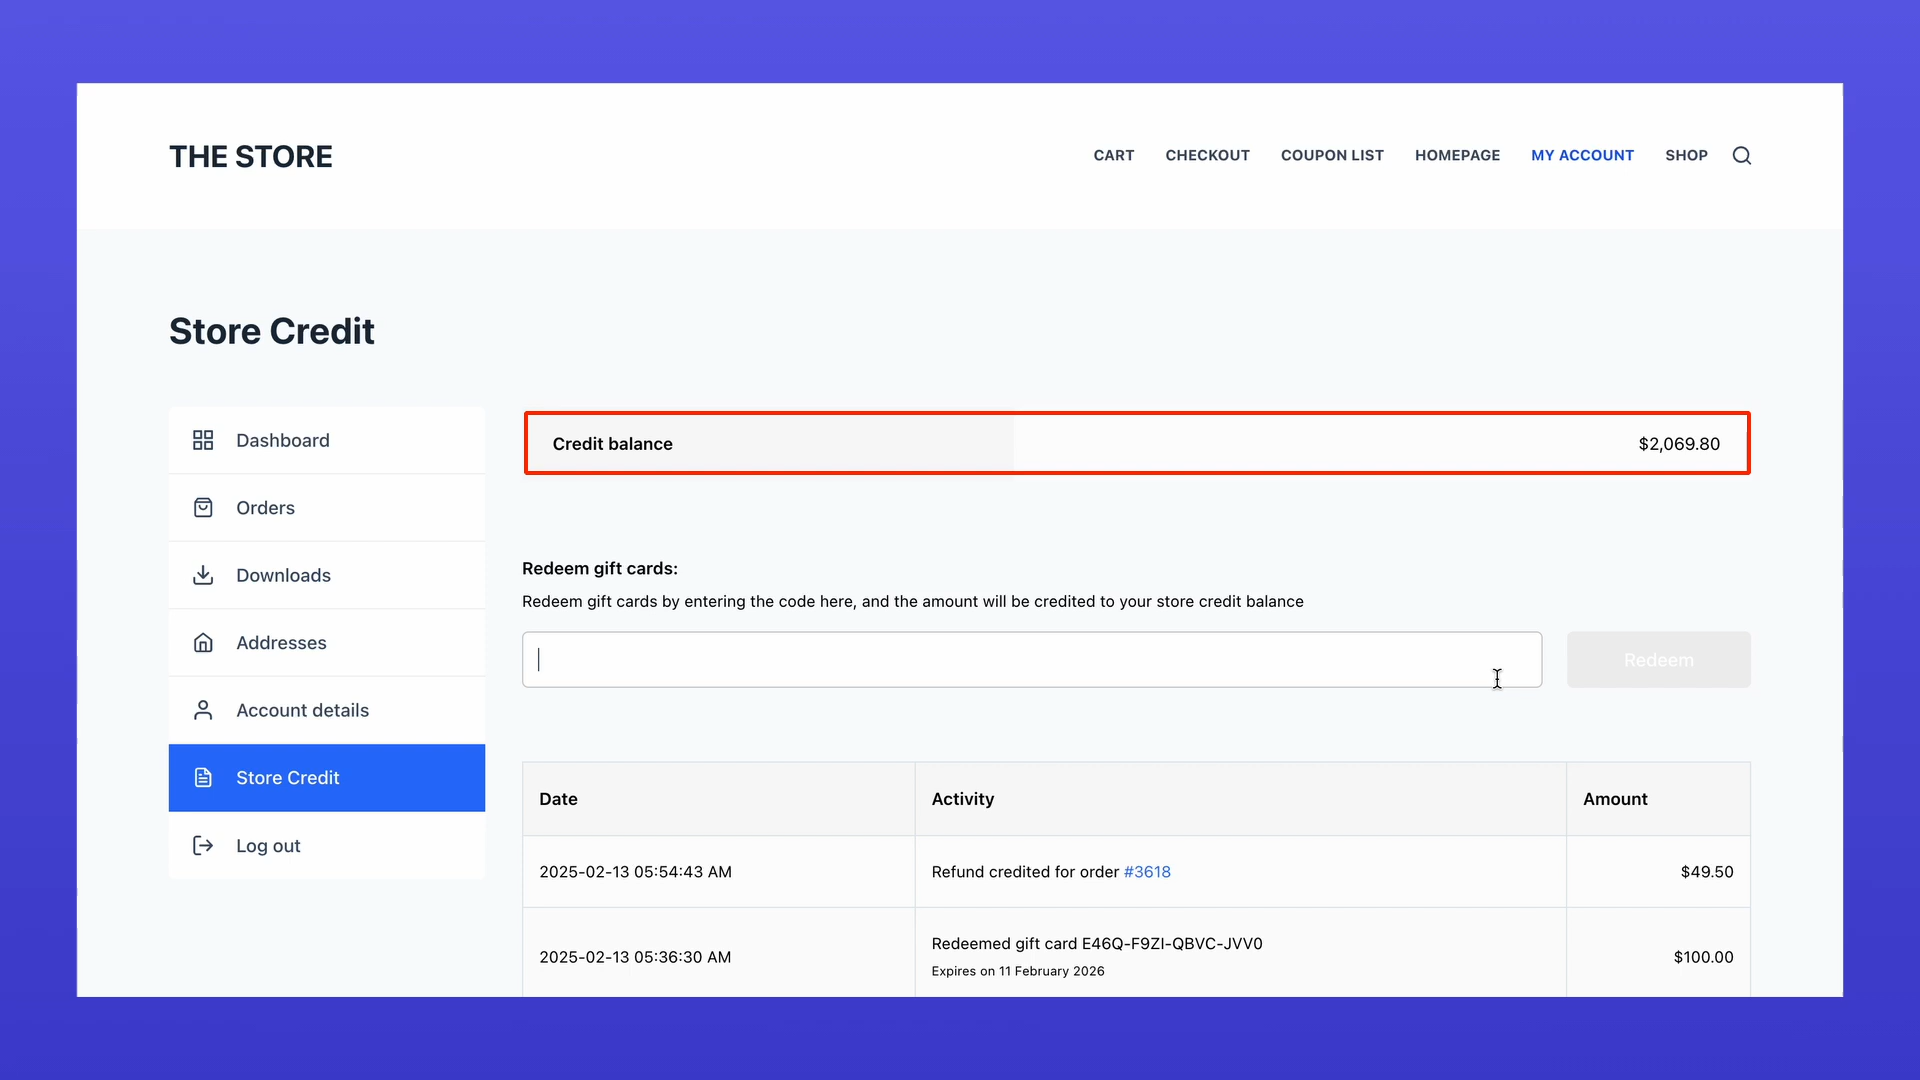 THE STORE
CART CHECKOUT COUPON LIST HOMEPAGE MY ACCOUNT SHOP
Store Credit
Dashboard
Orders
Downloads
Addresses
Account details
Store Credit
Log out
Credit balance $2,069.80
Redeem gift cards:
Redeem gift cards by entering the code here, and the amount will be credited to your store credit balance
Redeem
Date Activity Amount
2025-02-13 05:54:43 AM Refund credited for order #3618 $49.50
2025-02-13 05:36:30 AM Redeemed gift card E46Q-F9ZI-QBVC-JVV0 $100.00
Expires on 11 February 2026